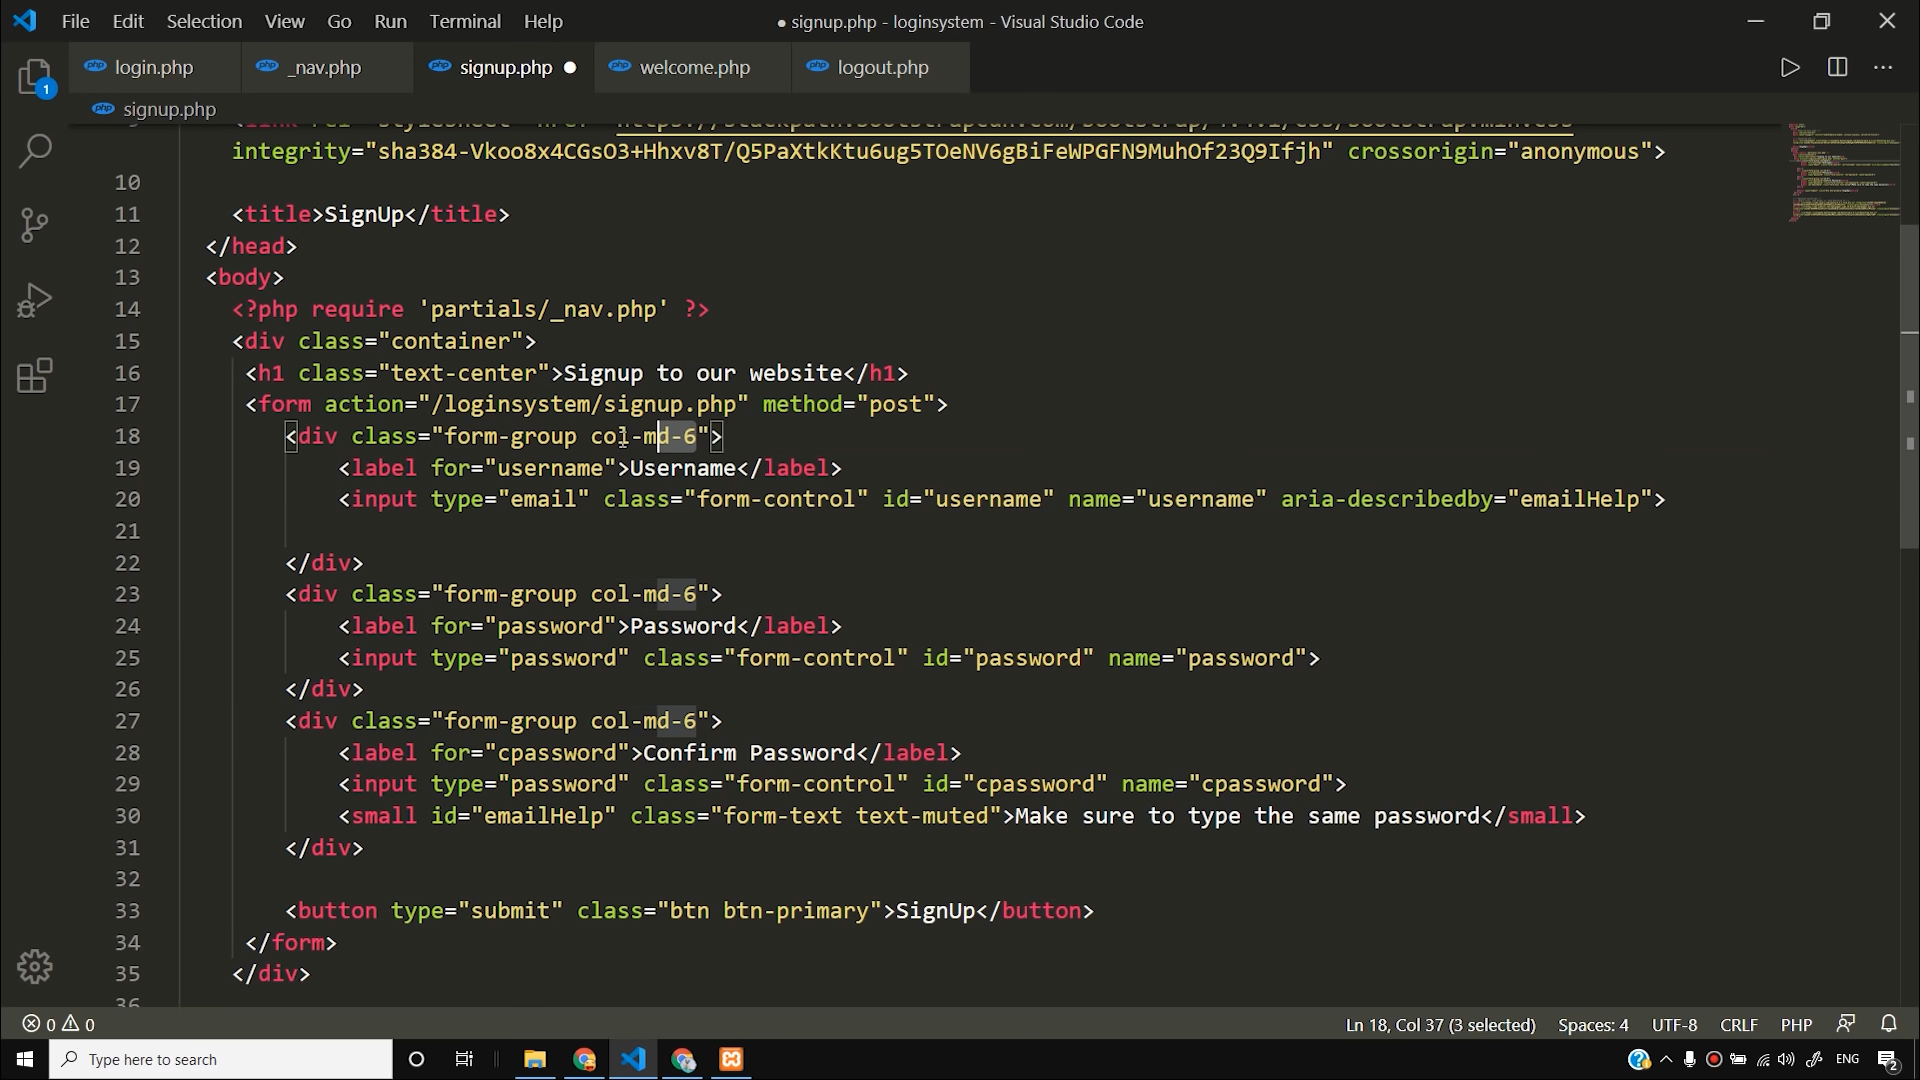 File Edit Selection View Go Run Terminal Help
● signup.php - loginsystem - Visual Studio Code
php login.php
php _nav.php
php signup.php ●
php welcome.php
php logout.php
1
php signup.php
integrity="sha384-Vkoo8x4CGsO3+Hhxv8T/Q5PaXtkKtu6ug5TOeNV6gBiFeWPGFN9MuhOf23Q9Ifjh" crossorigin="anonymous">
10
11 <title>SignUp</title>
12 </head>
13 <body>
14 <?php require 'partials/_nav.php' ?>
15 <div class="container">
16 <h1 class="text-center">Signup to our website</h1>
17 <form action="/loginsystem/signup.php" method="post">
18 <div class="form-group col-md-6">
19 <label for="username">Username</label>
20 <input type="email" class="form-control" id="username" name="username" aria-describedby="emailHelp">
21
22 </div>
23 <div class="form-group col-md-6">
24 <label for="password">Password</label>
25 <input type="password" class="form-control" id="password" name="password">
26 </div>
27 <div class="form-group col-md-6">
28 <label for="cpassword">Confirm Password</label>
29 <input type="password" class="form-control" id="cpassword" name="cpassword">
30 <small id="emailHelp" class="form-text text-muted">Make sure to type the same password</small>
31 </div>
32
33 <button type="submit" class="btn btn-primary">SignUp</button>
34 </form>
35 </div>
36
0 0
Ln 18, Col 37 (3 selected) Spaces: 4 UTF-8 CRLF PHP
Type here to search
ENG
2